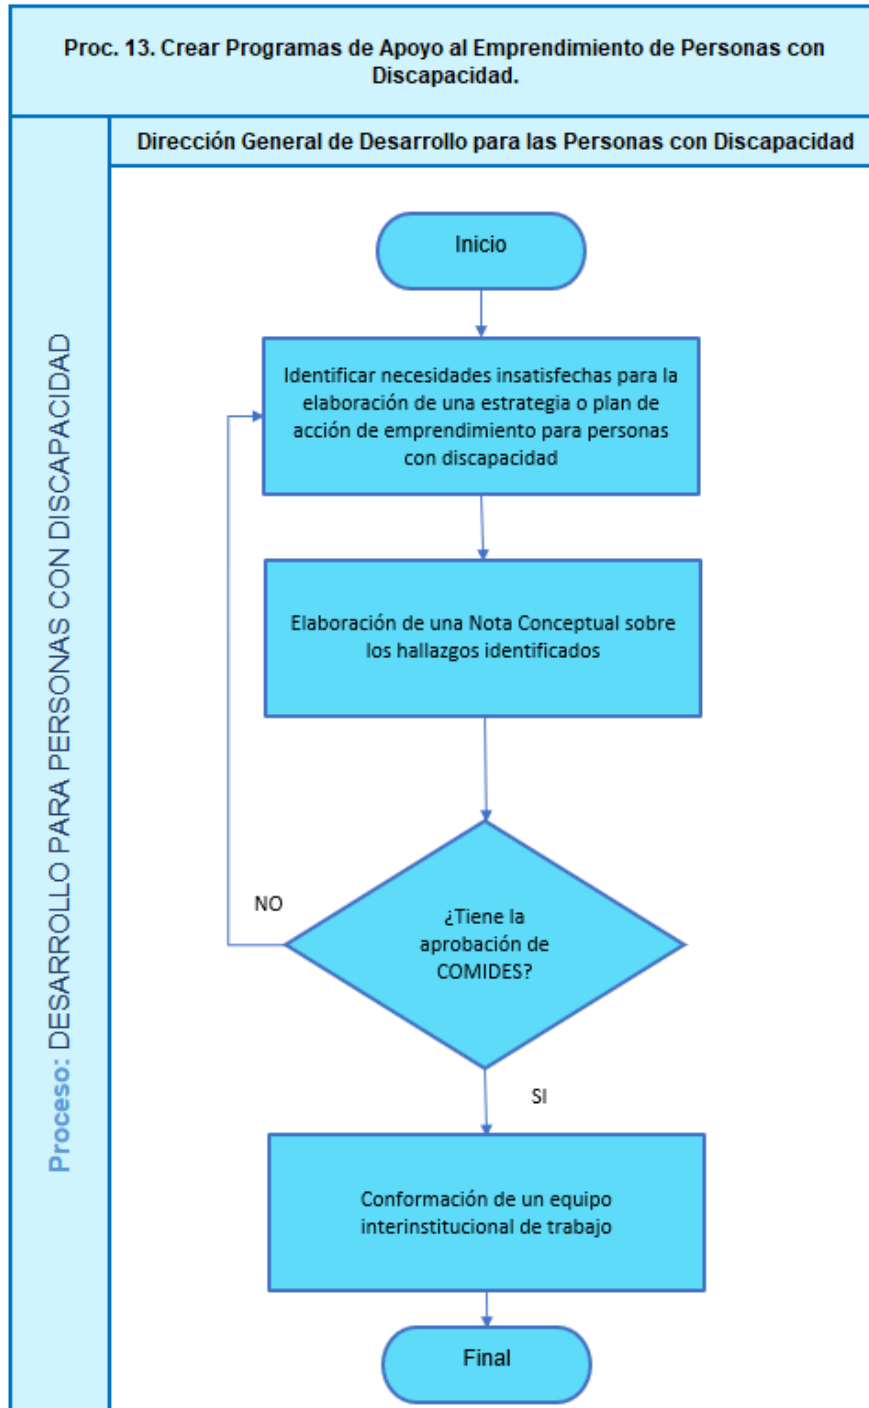 Proc. 13. Crear Programas de Apoyo al Emprendimiento de Personas con
Discapacidad.
Dirección General de Desarrollo para las Personas con Discapacidad
Proceso: DESARROLLO PARA PERSONAS CON DISCAPACIDAD
Inicio
Identificar necesidades insatisfechas para la
elaboración de una estrategia o plan de
acción de emprendimiento para personas
con discapacidad
Elaboración de una Nota Conceptual sobre
los hallazgos identificados
¿Tiene la
aprobación de
COMIDES?
NO
SI
Conformación de un equipo
interinstitucional de trabajo
Final